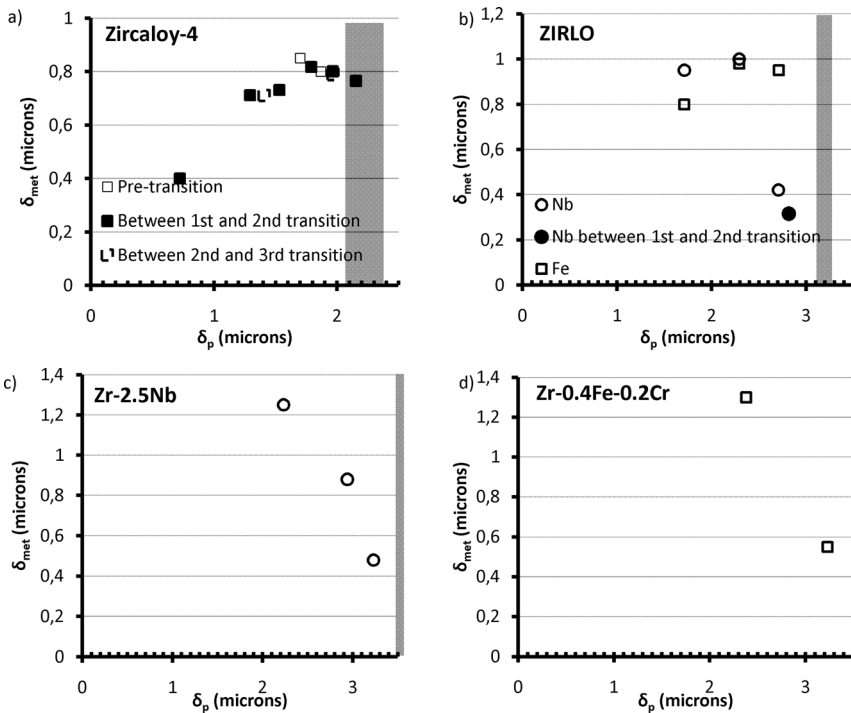 a)
Zircaloy-4
1
0,8
0,6
0,4
0,2
0
δmet (microns)
Pre-transition
Between 1st and 2nd transition
Between 2nd and 3rd transition
0 1 2
δp (microns)
b)
ZIRLO
1,2
1
0,8
0,6
0,4
0,2
0
δmet (microns)
Nb
Nb between 1st and 2nd transition
Fe
0 1 2 3
δp (microns)
c)
Zr-2.5Nb
1,4
1,2
1
0,8
0,6
0,4
0,2
0
δmet (microns)
0 1 2 3
δp (microns)
d)
Zr-0.4Fe-0.2Cr
1,4
1,2
1
0,8
0,6
0,4
0,2
0
δmet (microns)
0 1 2 3
δp (microns)